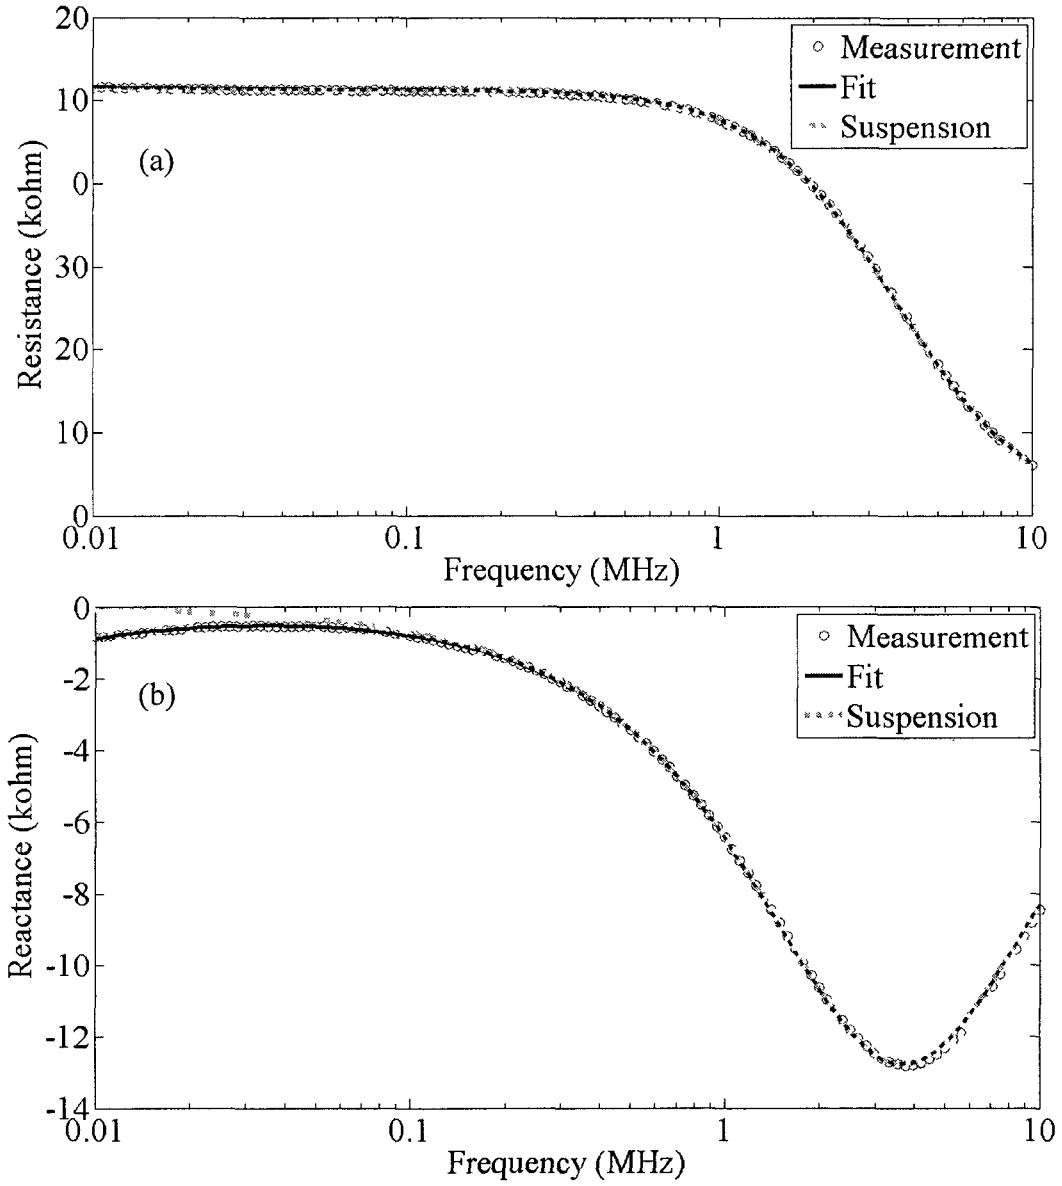 20
10
0
30
20
10
0
Resistance (kohm)
(a)
Measurement
Fit
Suspension
0.01
0.1
1
10
Frequency (MHz)
0
-2
-4
-6
-8
-10
-12
-14
Reactance (kohm)
(b)
Measurement
Fit
Suspension
0.01
0.1
1
10
Frequency (MHz)